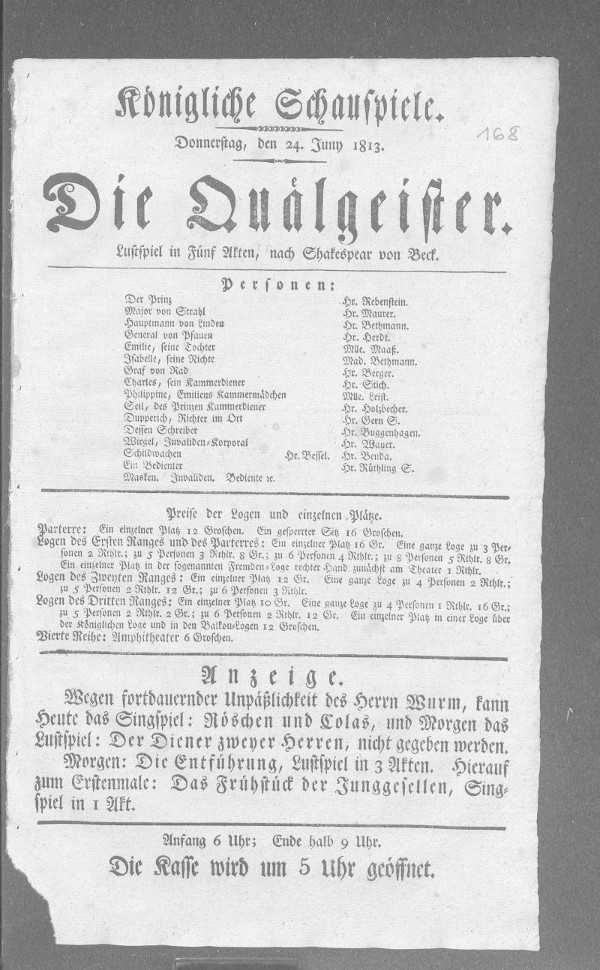 Königliche Schauspiele.
168
Donnerstag, den 24. Juny 1813.
Die Quälgeister.
Lustspiel in Fünf Akten, nach Shakespear von Beck.
Personen:
Der Prinz Hr. Rebenstein.
Major von Strahl Hr. Maurer.
Hauptmann von Linden Hr. Bethmann.
General von Pfauen Hr. Herdt.
Emilie, seine Tochter Mlle. Maaß.
Isabelle, seine Nichte Mad. Bethmann.
Graf von Rad Hr. Berger.
Charles, sein Kammerdiener Hr. Stich.
Philippine, Emiliens Kammermädchen Mlle. Leist.
Seil, des Prinzen Kammerdiener Hr. Holzbecher.
Dupperich, Richter im Ort Hr. Gern S.
Dessen Schreiber Hr. Buggenhagen.
Wirgel, Invaliden-Korporal Hr. Wauer.
Schildwachen Hr. Bessel. Hr. Benda.
Ein Bedienter Hr. Rüthling S.
Masken. Invaliden. Bediente ꝛc.
Preise der Logen und einzelnen Plätze.
Parterre: Ein einzelner Platz 12 Groschen. Ein gesperrter Sitz 16 Groschen.
Logen des Ersten Ranges und des Parterres: Ein einzelner Platz 16 Gr. Eine ganze Loge zu 3 Per-
sonen 2 Rthlr.; zu 5 Personen 3 Rthlr. 8 Gr.; zu 6 Personen 4 Rthlr.; zu 8 Personen 5 Rthlr. 8 Gr.
Ein einzelner Platz in der sogenannten Fremden-Loge rechter Hand zunächst am Theater 1 Rthlr.
Logen des Zweyten Ranges: Ein einzelner Platz 12 Gr. Eine ganze Loge zu 4 Personen 2 Rthlr.;
zu 5 Personen 2 Rthlr. 12 Gr.; zu 6 Personen 3 Rthlr.
Logen des Dritten Ranges: Ein einzelner Platz 10 Gr. Eine ganze Loge zu 4 Personen 1 Rthlr. 16 Gr.;
zu 5 Personen 2 Rthlr. 2 Gr.; zu 6 Personen 2 Rthlr. 12 Gr. Ein einzelner Platz in einer Loge über
der Königlichen Loge und in den Balkon-Logen 12 Groschen.
Vierte Reihe: Amphitheater 6 Groschen.
Anzeige.
Wegen fortdauernder Unpäßlichkeit des Herrn Wurm, kann
Heute das Singspiel: Röschen und Colas, und Morgen das
Lustspiel: Der Diener zweyer Herren, nicht gegeben werden.
Morgen: Die Entführung, Lustspiel in 3 Akten. Hierauf
zum Erstenmale: Das Frühstück der Junggesellen, Sing-
spiel in 1 Akt.
Anfang 6 Uhr; Ende halb 9 Uhr.
Die Kasse wird um 5 Uhr geöffnet.